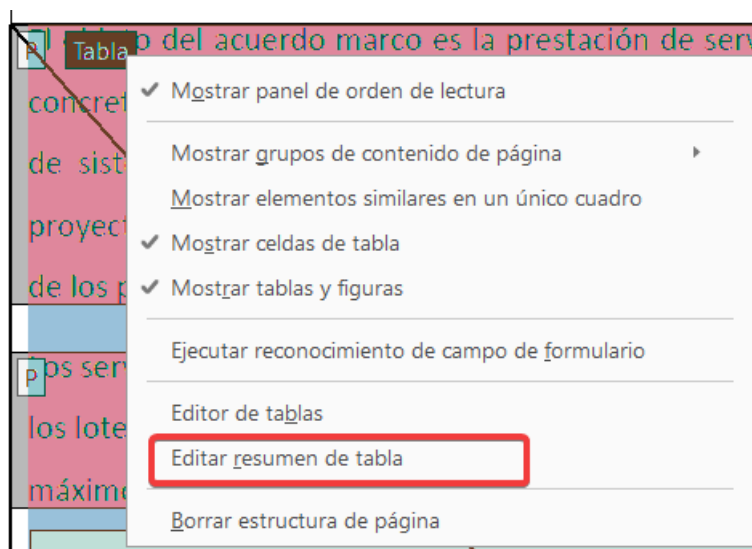 P Tabla o del acuerdo marco es la prestación de
concret
Mostrar panel de orden de lectura
de sist
Mostrar grupos de contenido de página
Mostrar elementos similares en un único cuadro
proyect
Mostrar celdas de tabla
de los p
Mostrar tablas y figuras
Ejecutar reconocimiento de campo de formulario
P os ser
los lote
Editor de tablas
Editar resumen de tabla
máxim
Borrar estructura de página